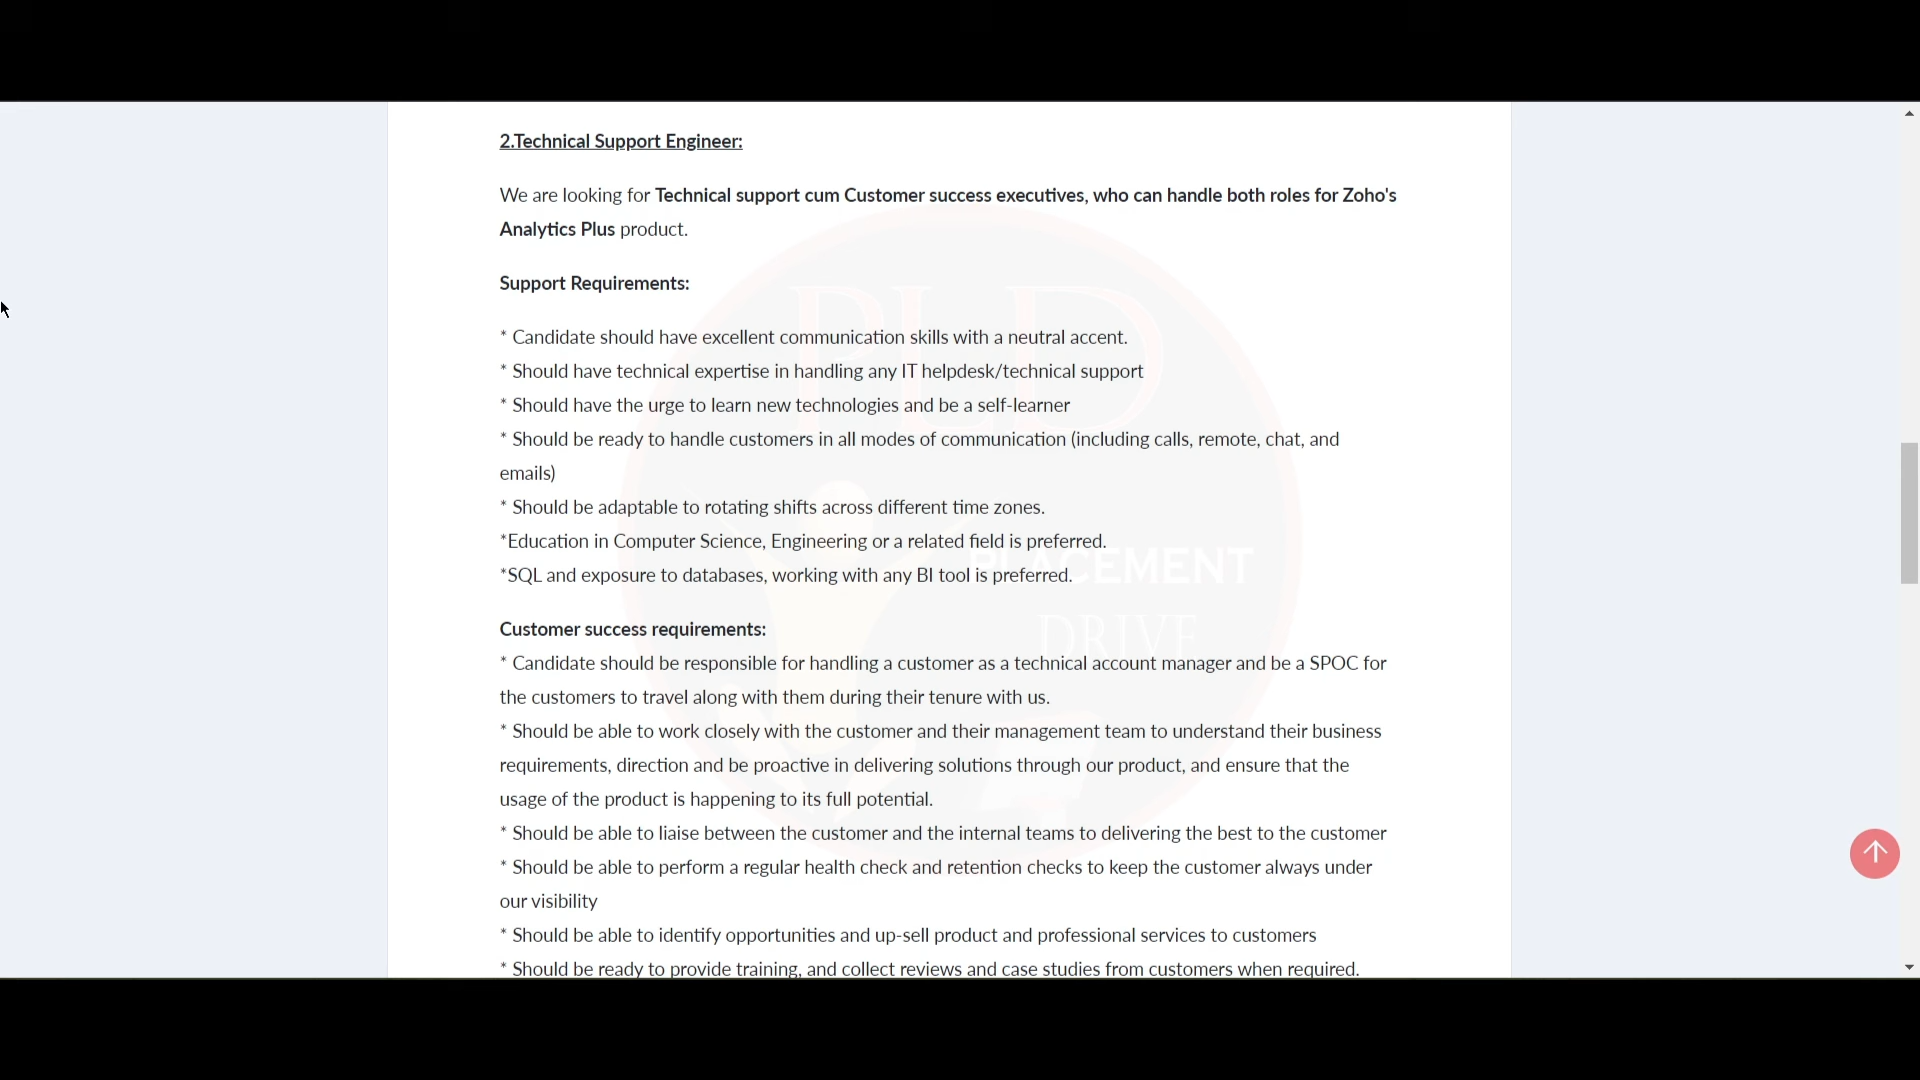 2.Technical Support Engineer:
We are looking for Technical support cum Customer success executives, who can handle both roles for Zoho's
Analytics Plus product.
Support Requirements:
* Candidate should have excellent communication skills with a neutral accent.
* Should have technical expertise in handling any IT helpdesk/technical support
* Should have the urge to learn new technologies and be a self-learner
* Should be ready to handle customers in all modes of communication (including calls, remote, chat, and
emails)
* Should be adaptable to rotating shifts across different time zones.
*Education in Computer Science, Engineering or a related field is preferred.
*SQL and exposure to databases, working with any BI tool is preferred.
Customer success requirements:
* Candidate should be responsible for handling a customer as a technical account manager and be a SPOC for
the customers to travel along with them during their tenure with us.
* Should be able to work closely with the customer and their management team to understand their business
requirements, direction and be proactive in delivering solutions through our product, and ensure that the
usage of the product is happening to its full potential.
* Should be able to liaise between the customer and the internal teams to delivering the best to the customer
* Should be able to perform a regular health check and retention checks to keep the customer always under
our visibility
* Should be able to identify opportunities and up-sell product and professional services to customers
* Should be ready to provide training, and collect reviews and case studies from customers when required.
PLD
PLACEMENT
DRIVE